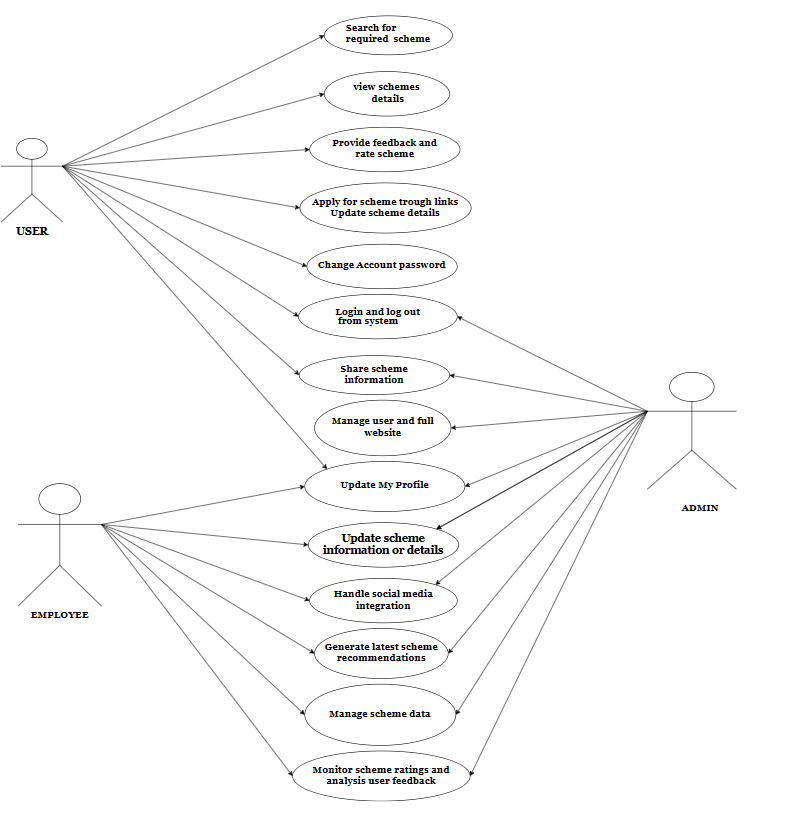 Search for
required scheme
view schemes
details
Provide feedback and
rate scheme
USER
Apply for scheme trough links
Update scheme details
Change Account password
Login and log out
from system
Share scheme
information
Manage user and full
website
Update My Profile
ADMIN
Update scheme
information or details
Handle social media
integration
EMPLOYEE
Generate latest scheme
recommendations
Manage scheme data
Monitor scheme ratings and
analysis user feedback